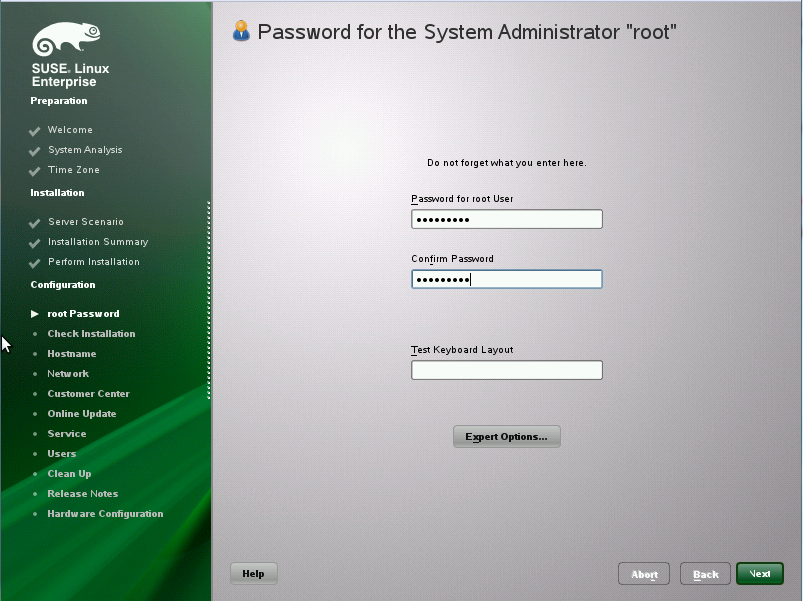 SUSE® Linux
Enterprise
Preparation
Welcome
System Analysis
Time Zone
Installation
Server Scenario
Installation Summary
Perform Installation
Configuration
root Password
Check Installation
Hostname
Network
Customer Center
Online Update
Service
Users
Clean Up
Release Notes
Hardware Configuration
Password for the System Administrator "root"
Do not forget what you enter here.
Password for root User
•••••••••
Confirm Password
•••••••••
Test Keyboard Layout
Expert Options...
Help
Abort
Back
Next